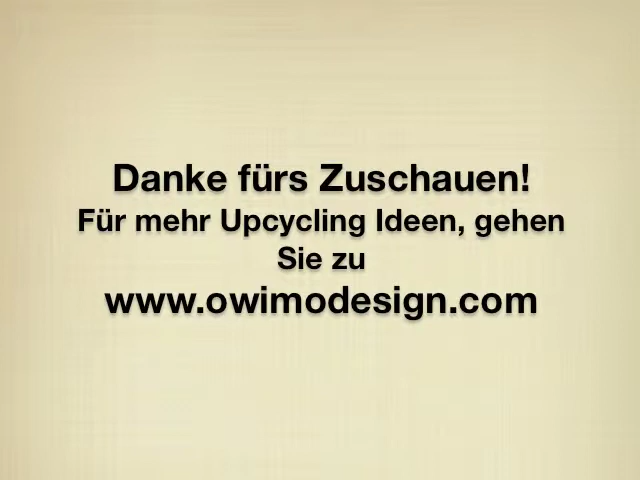 Danke fürs Zuschauen!
Für mehr Upcycling Ideen, gehen
Sie zu
www.owimodesign.com